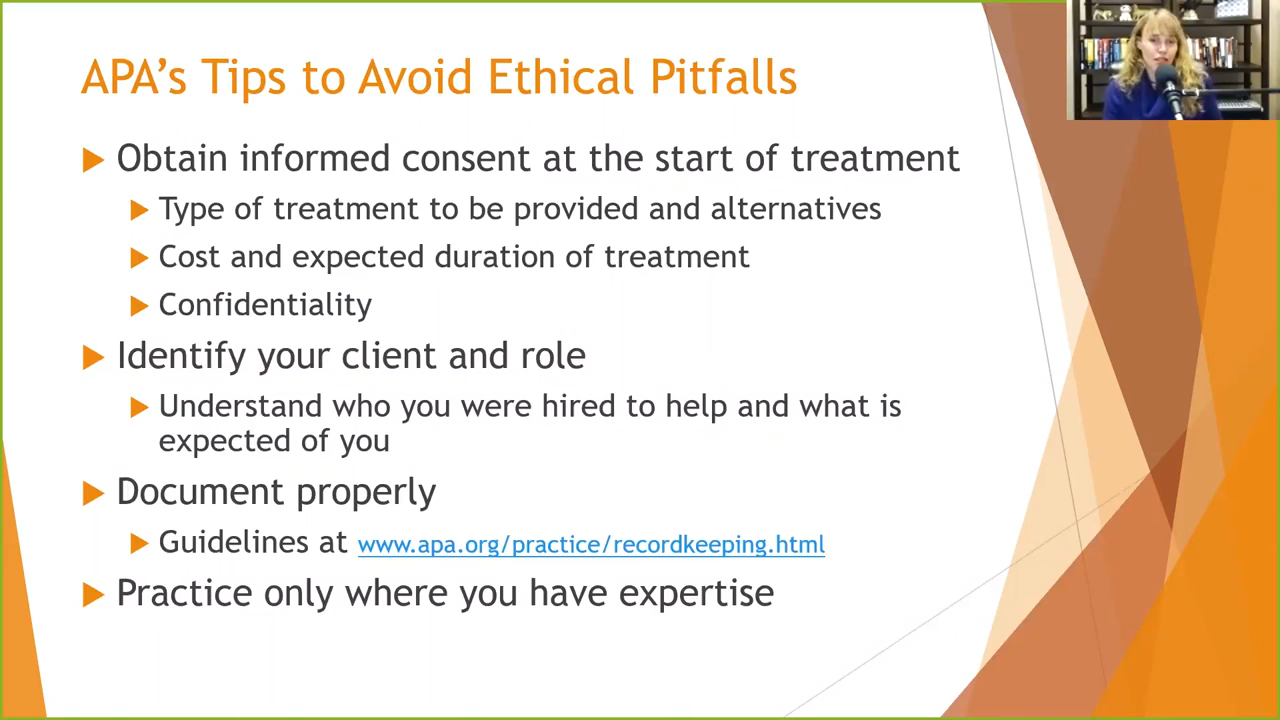 APA's Tips to Avoid Ethical Pitfalls
Obtain informed consent at the start of treatment
Type of treatment to be provided and alternatives
Cost and expected duration of treatment
Confidentiality
Identify your client and role
Understand who you were hired to help and what is
expected of you
Document properly
Guidelines at www.apa.org/practice/recordkeeping.html
Practice only where you have expertise